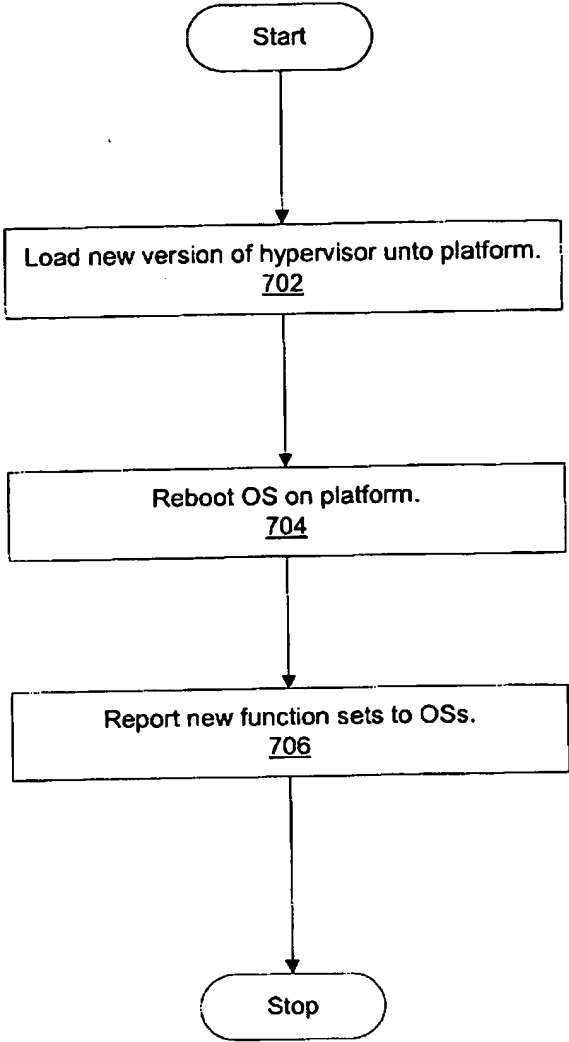 Start
Load new version of hypervisor unto platform.
702
Reboot OS on platform.
704
Report new function sets to OSs.
706
Stop